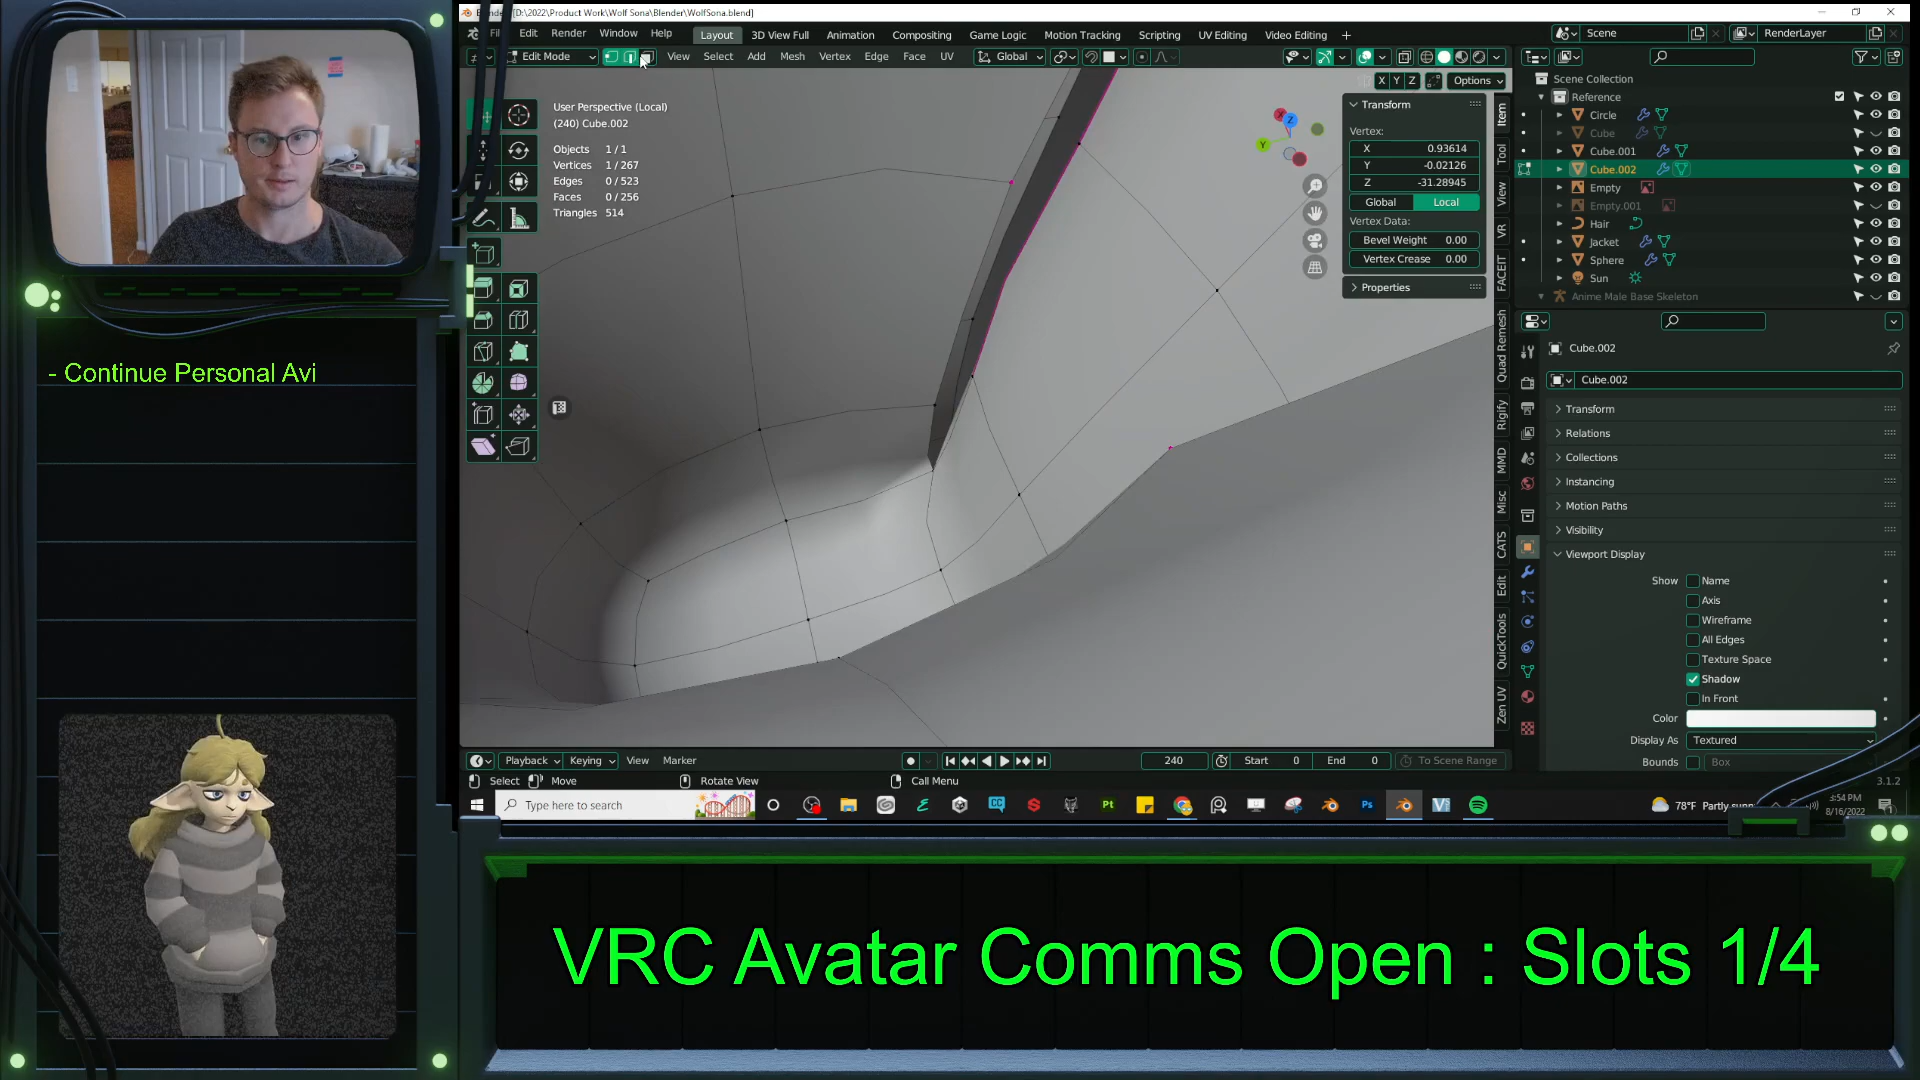 [D:\2022\Product Work\Wolf Sona\Blender\WolfSona.blend]
Edit Render Window Help
Layout 3D View Full Animation Compositing Game Logic Motion Tracking Scripting UV Editing Video Editing +
Scene RenderLayer
Edit Mode View Select Add Mesh Vertex Edge Face UV Global
X Y Z Options
User Perspective (Local)
(240) Cube.002
Objects 1 / 1
Vertices 1 / 267
Edges 0 / 523
Faces 0 / 256
Triangles 514
Transform
Vertex:
X 0.93614
Y -0.02126
Z -31.28945
Global Local
Vertex Data:
Bevel Weight 0.00
Vertex Crease 0.00
Properties
Item
Tool
View
VR
FACEIT
Quad Remesh
Rigify
MMD
Misc
CATS
Edit
QuickTools
Zen UV
Scene Collection
Reference
Circle
Cube
Cube.001
Cube.002
Empty
Empty.001
Hair
Jacket
Sphere
Sun
Anime Male Base Skeleton
Cube.002
Cube.002
Transform
Relations
Collections
Instancing
Motion Paths
Visibility
Viewport Display
Show Name
Axis
Wireframe
All Edges
Texture Space
Shadow
In Front
Color
Display As Textured
Bounds Box
Playback Keying View Marker 240 Start 0 End 0 To Scene Range
Select Move Rotate View Call Menu
3.1.2
Type here to search
78°F Partly sunny
3:54 PM
8/16/2022
- Continue Personal Avi
VRC Avatar Comms Open : Slots 1/4